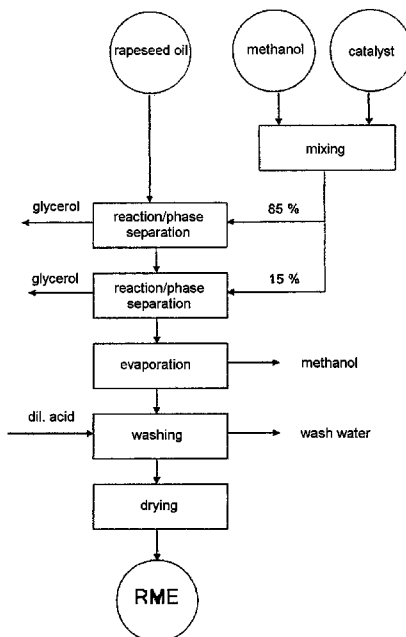 rapeseed oil
methanol
catalyst
mixing
glycerol
reaction/phase
separation
85 %
glycerol
reaction/phase
separation
15 %
evaporation
methanol
dil. acid
washing
wash water
drying
RME